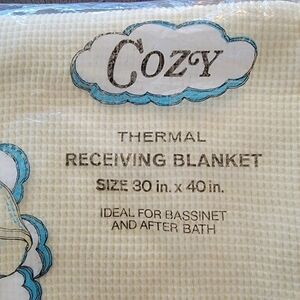 COZY
THERMAL
RECEIVING BLANKET
SIZE 30 in. x 40 in.
IDEAL FOR BASSINET
AND AFTER BATH